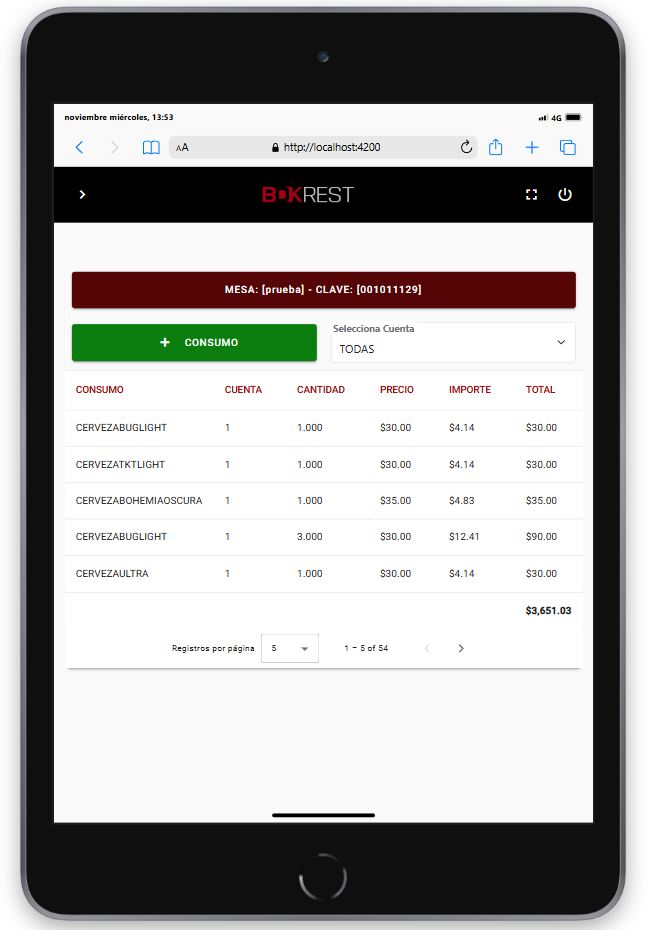 noviembre miércoles, 13:53
4G
AA
http://localhost:4200
BOKREST
MESA: [prueba] - CLAVE: [001011129]
+ CONSUMO
Selecciona Cuenta
TODAS
CONSUMO CUENTA CANTIDAD PRECIO IMPORTE TOTAL
CERVEZABUGLIGHT 1 1.000 $30.00 $4.14 $30.00
CERVEZATKTLIGHT 1 1.000 $30.00 $4.14 $30.00
CERVEZABOHEMIAOSCURA 1 1.000 $35.00 $4.83 $35.00
CERVEZABUGLIGHT 1 3.000 $30.00 $12.41 $90.00
CERVEZAULTRA 1 1.000 $30.00 $4.14 $30.00
$3,651.03
Registros por página 5 1 – 5 of 54